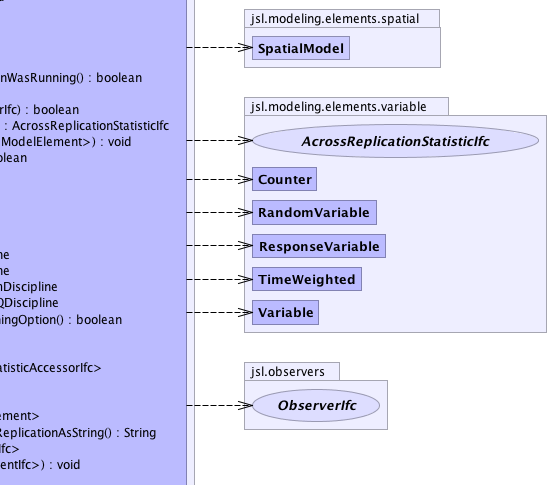 jsl.modeling.elements.spatial
SpatialModel
nWasRunning() : boolean
jsl.modeling.elements.variable
rIfc) : boolean
: AcrossReplicationStatisticIfc
ModelElement>) : void
AcrossReplicationStatisticIfc
olean
Counter
RandomVariable
ResponseVariable
ne
ne
TimeWeighted
nDiscipline
QDiscipline
Variable
ningOption() : boolean
tatisticAccessorIfc>
jsl.observers
ObserverIfc
ement>
ReplicationAsString() : String
Ifc>
entIfc>) : void